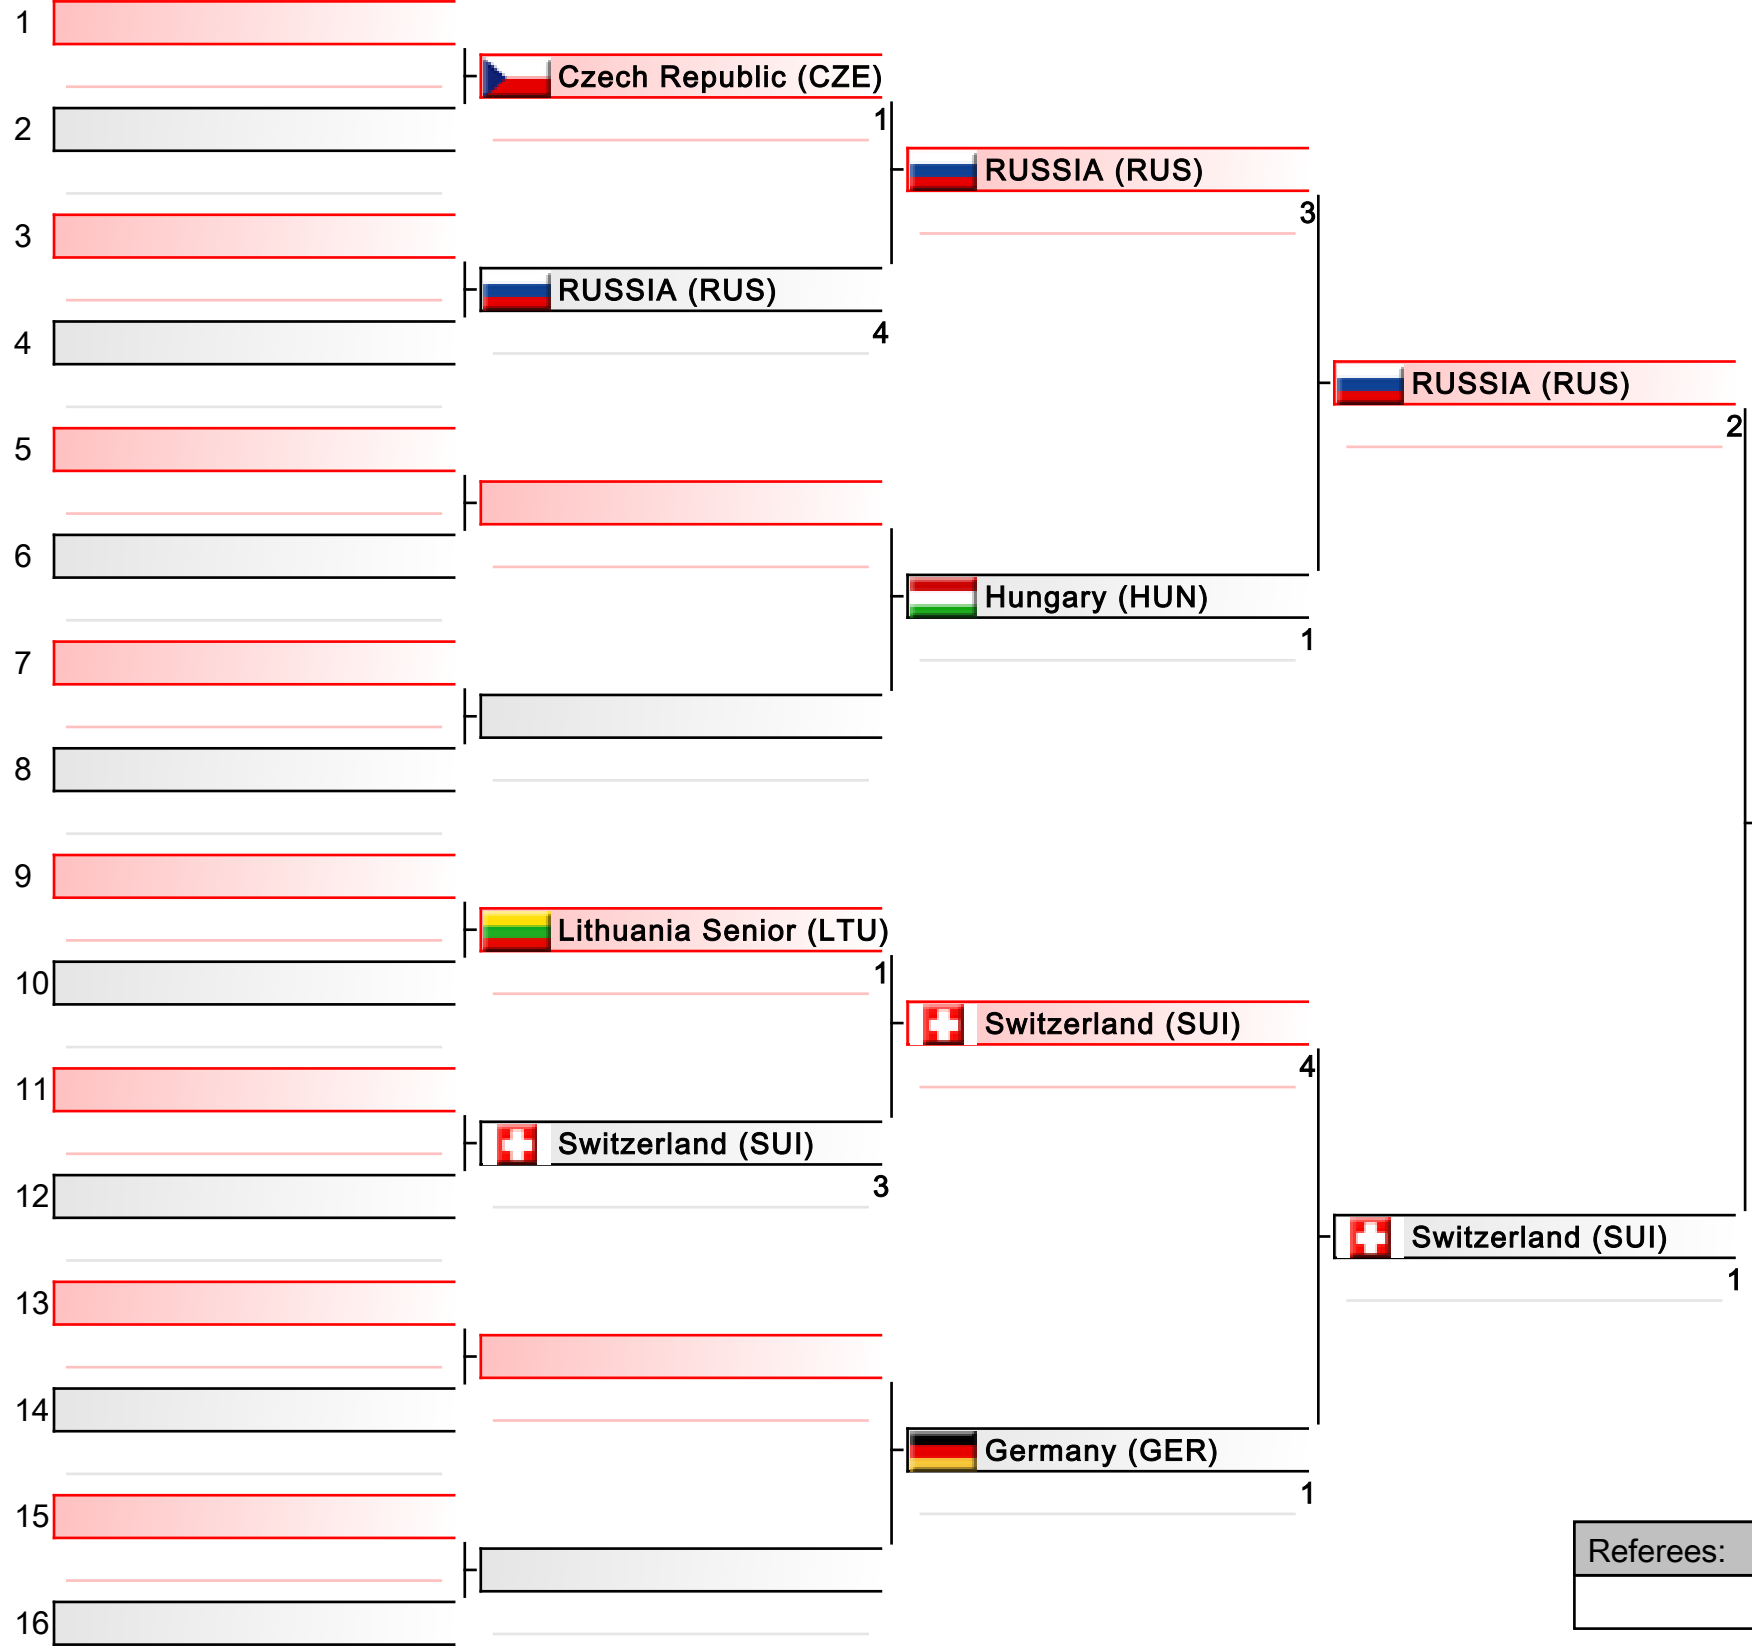 1
Czech Republic (CZE)
1
2
RUSSIA (RUS)
3
3
RUSSIA (RUS)
4
4
RUSSIA (RUS)
2
5
6
Hungary (HUN)
1
7
8
9
Lithuania Senior (LTU)
1
10
Switzerland (SUI)
4
11
Switzerland (SUI)
3
12
Switzerland (SUI)
1
13
14
Germany (GER)
1
15
Referees:
16